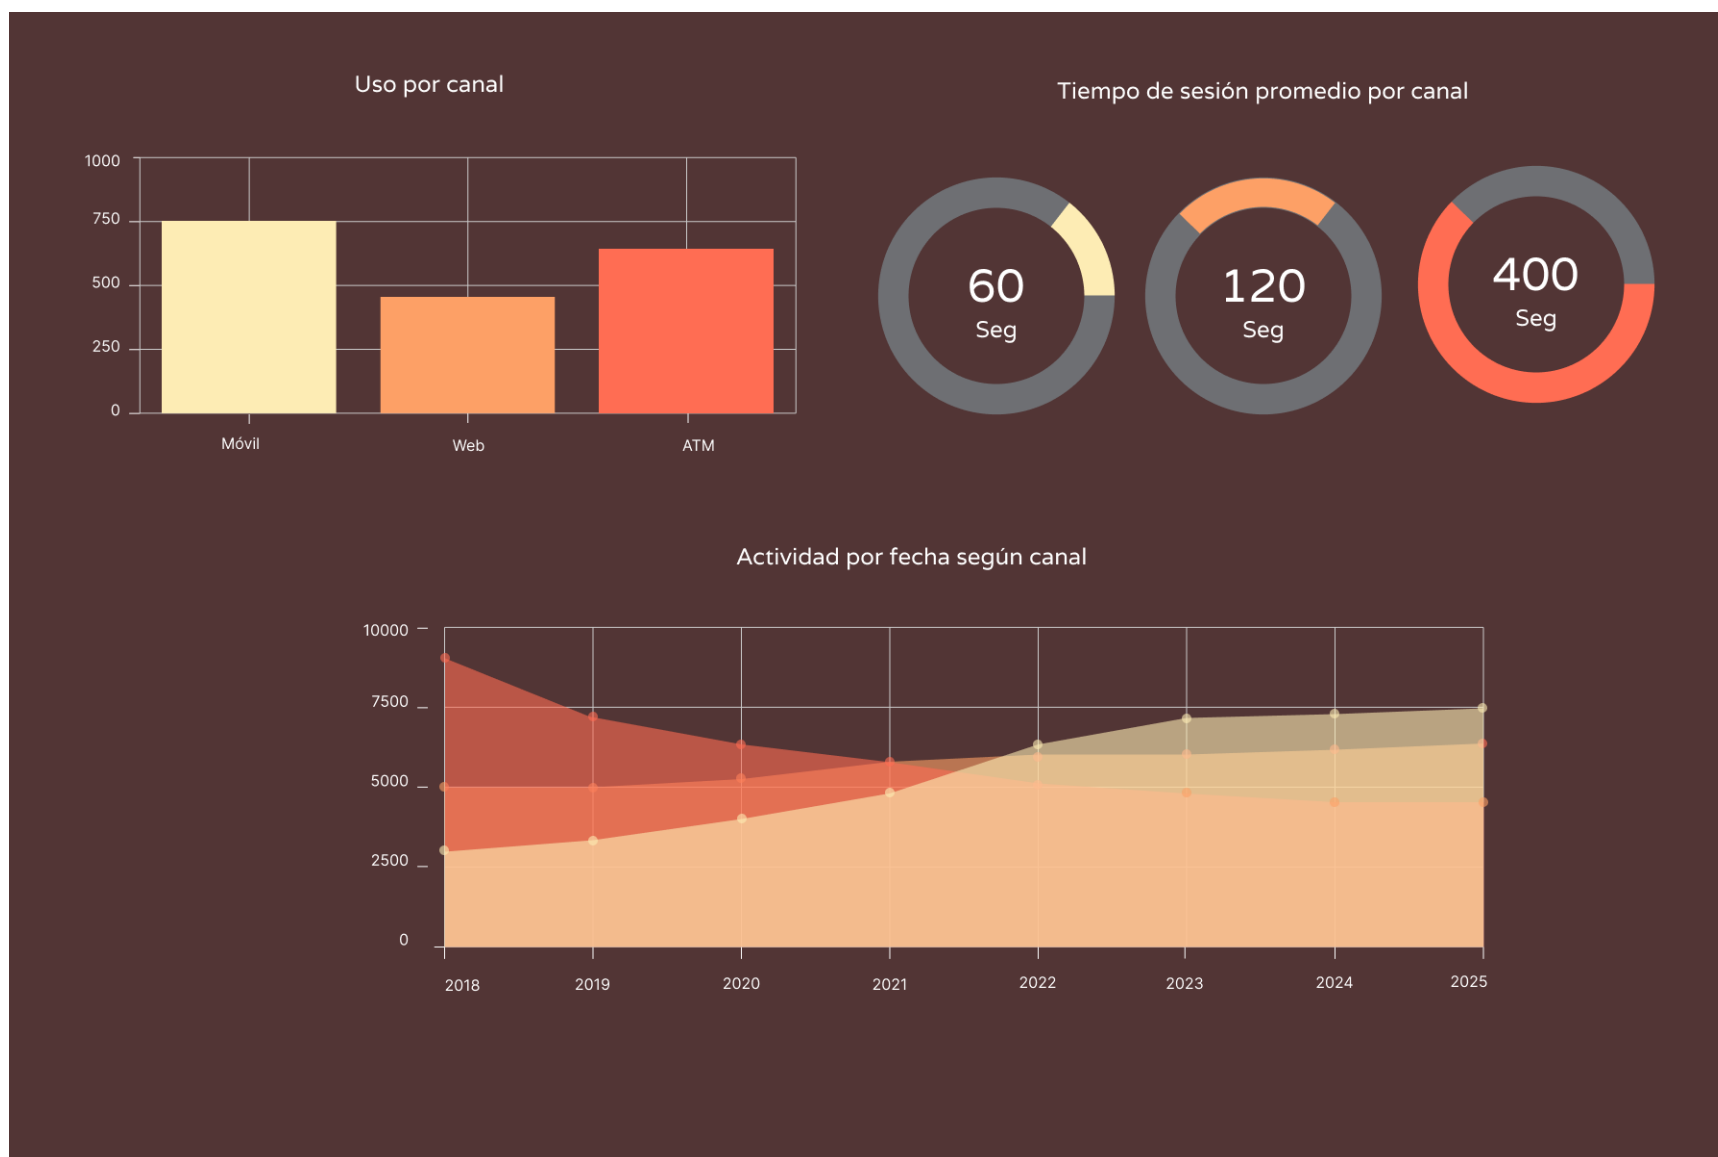 Uso por canal
1000
750
500
250
0
Móvil
Web
ATM
Tiempo de sesión promedio por canal
60
Seg
120
Seg
400
Seg
Actividad por fecha según canal
10000
7500
5000
2500
0
2018
2019
2020
2021
2022
2023
2024
2025